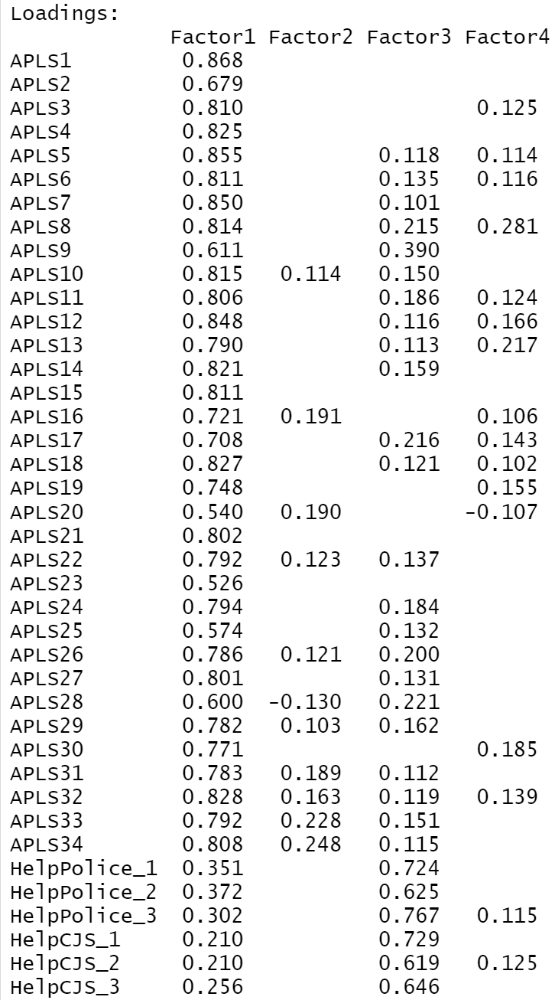 Loadings:
             Factor1 Factor2 Factor3 Factor4
APLS1         0.868
APLS2         0.679
APLS3         0.810                   0.125
APLS4         0.825
APLS5         0.855           0.118   0.114
APLS6         0.811           0.135   0.116
APLS7         0.850           0.101
APLS8         0.814           0.215   0.281
APLS9         0.611           0.390
APLS10        0.815   0.114   0.150
APLS11        0.806           0.186   0.124
APLS12        0.848           0.116   0.166
APLS13        0.790           0.113   0.217
APLS14        0.821           0.159
APLS15        0.811
APLS16        0.721   0.191           0.106
APLS17        0.708           0.216   0.143
APLS18        0.827           0.121   0.102
APLS19        0.748                   0.155
APLS20        0.540   0.190          -0.107
APLS21        0.802
APLS22        0.792   0.123   0.137
APLS23        0.526
APLS24        0.794           0.184
APLS25        0.574           0.132
APLS26        0.786   0.121   0.200
APLS27        0.801           0.131
APLS28        0.600  -0.130   0.221
APLS29        0.782   0.103   0.162
APLS30        0.771                   0.185
APLS31        0.783   0.189   0.112
APLS32        0.828   0.163   0.119   0.139
APLS33        0.792   0.228   0.151
APLS34        0.808   0.248   0.115
HelpPolice_1  0.351           0.724
HelpPolice_2  0.372           0.625
HelpPolice_3  0.302           0.767   0.115
HelpCJS_1     0.210           0.729
HelpCJS_2     0.210           0.619   0.125
HelpCJS_3     0.256           0.646